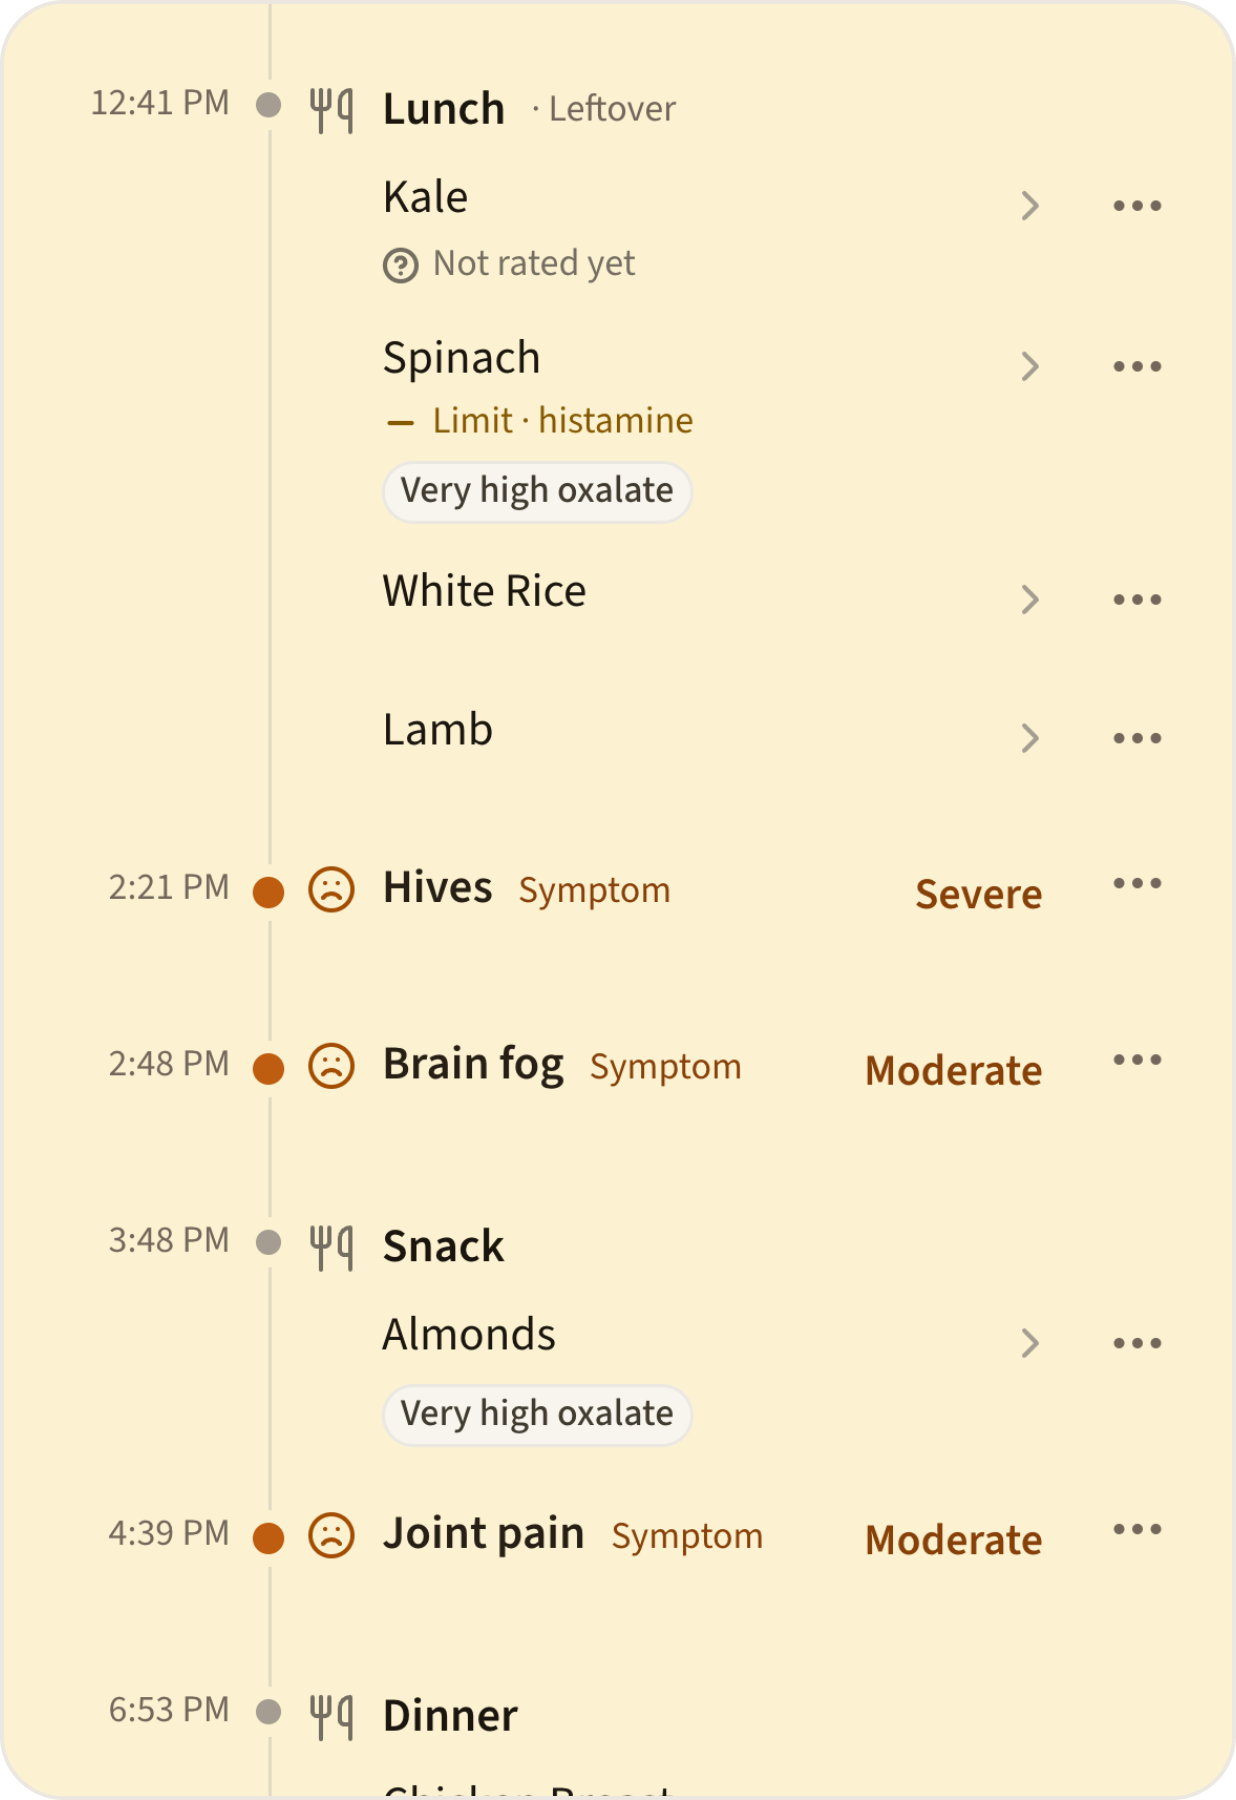 12:41 PM Lunch · Leftover
Kale
Not rated yet
Spinach
Limit · histamine
Very high oxalate
White Rice
Lamb
2:21 PM Hives Symptom Severe
2:48 PM Brain fog Symptom Moderate
3:48 PM Snack
Almonds
Very high oxalate
4:39 PM Joint pain Symptom Moderate
6:53 PM Dinner
Chicken Breast